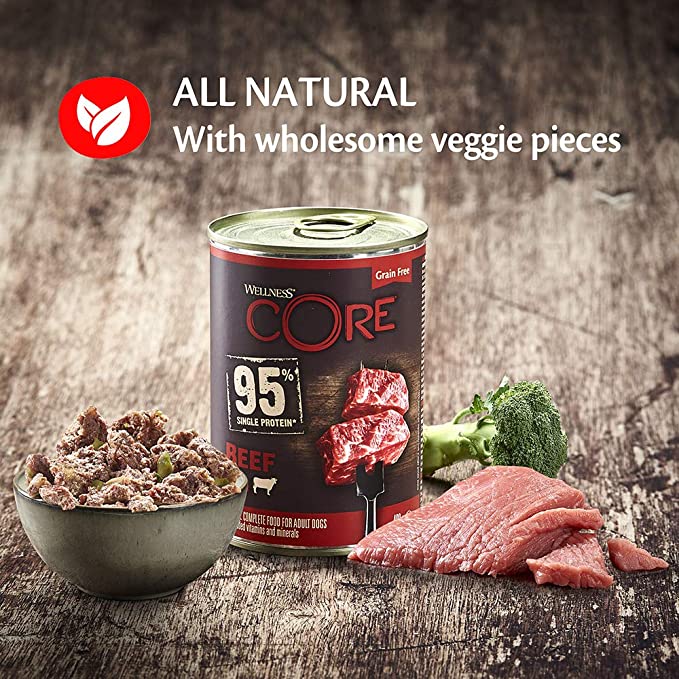 ALL NATURAL
With wholesome veggie pieces
Grain Free
WELLNESS®
CORE®
95%
SINGLE PROTEIN*
BEEF
COMPLETE FOOD FOR ADULT DOGS
vitamins and minerals